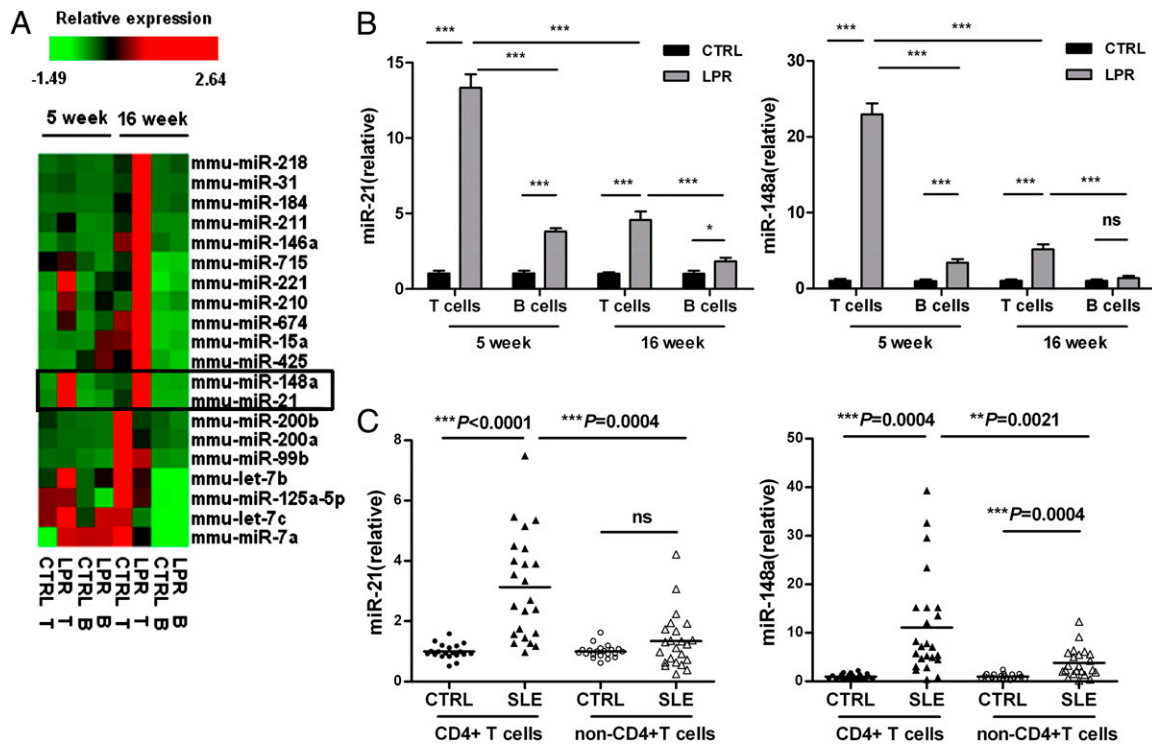 A
Relative expression
-1.49 2.64
5 week 16 week
mmu-miR-218
mmu-miR-31
mmu-miR-184
mmu-miR-211
mmu-miR-146a
mmu-miR-715
mmu-miR-221
mmu-miR-210
mmu-miR-674
mmu-miR-15a
mmu-miR-425
mmu-miR-148a
mmu-miR-21
mmu-miR-200b
mmu-miR-200a
mmu-miR-99b
mmu-let-7b
mmu-miR-125a-5p
mmu-let-7c
mmu-miR-7a
CTRL T
LPR T
CTRL B
LPR B
CTRL T
LPR T
CTRL B
LPR B
B
miR-21(relative)
15
10
5
0
*** ***
***
*** *** ***
*
CTRL
LPR
T cells B cells T cells B cells
5 week 16 week
miR-148a(relative)
40
30
20
10
0
*** ***
***
*** *** ***
ns
CTRL
LPR
T cells B cells T cells B cells
5 week 16 week
C
miR-21(relative)
8
6
4
2
0
***P<0.0001 ***P=0.0004
ns
CTRL SLE CTRL SLE
CD4+ T cells non-CD4+T cells
miR-148a(relative)
50
40
30
20
10
0
***P=0.0004 **P=0.0021
***P=0.0004
CTRL SLE CTRL SLE
CD4+ T cells non-CD4+T cells